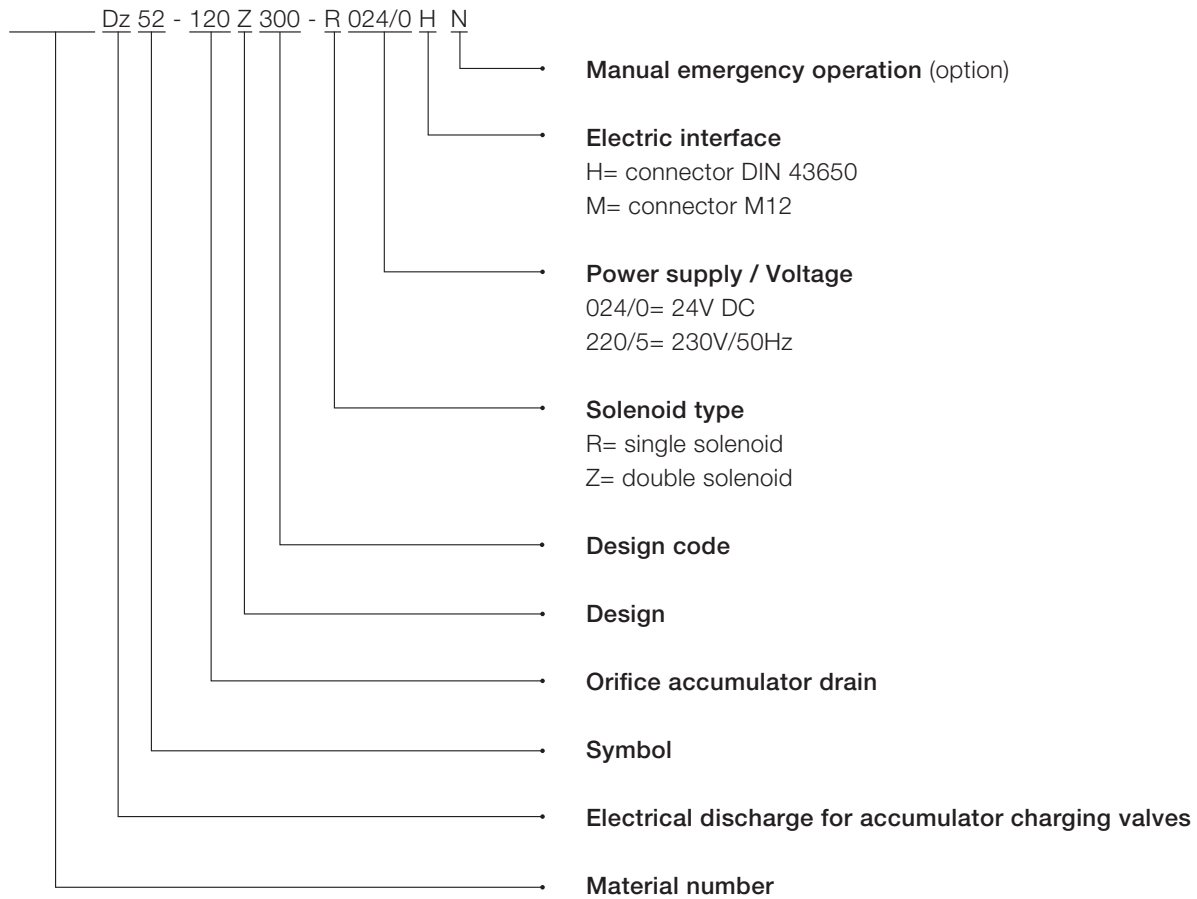 Dz 52 - 120 Z 300 - R 024/0 H N
Manual emergency operation (option)
Electric interface
H= connector DIN 43650
M= connector M12
Power supply / Voltage
024/0= 24V DC
220/5= 230V/50Hz
Solenoid type
R= single solenoid
Z= double solenoid
Design code
Design
Orifice accumulator drain
Symbol
Electrical discharge for accumulator charging valves
Material number